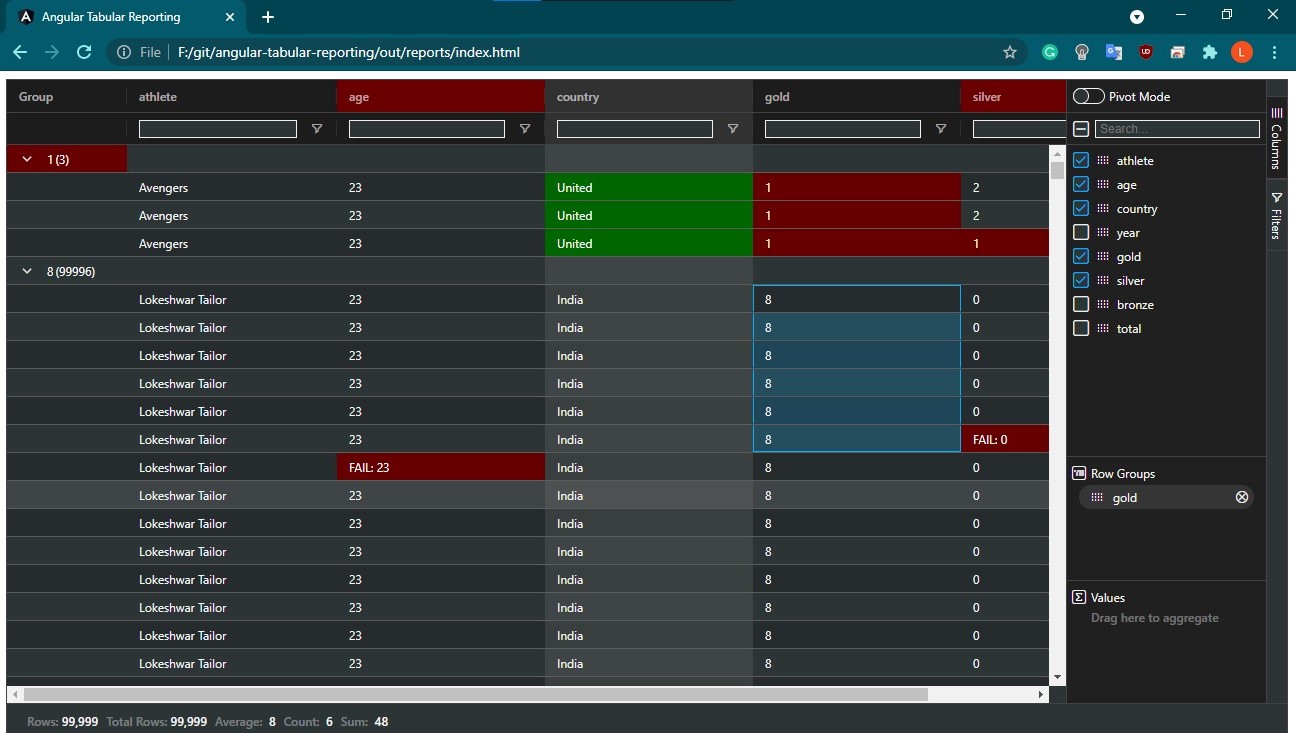 Angular Tabular Reporting
File F:/git/angular-tabular-reporting/out/reports/index.html
L
Group athlete age country gold silver
1 (3)
Avengers 23 United 1 2
Avengers 23 United 1 2
Avengers 23 United 1 1
8 (99996)
Lokeshwar Tailor 23 India 8 0
Lokeshwar Tailor 23 India 8 0
Lokeshwar Tailor 23 India 8 0
Lokeshwar Tailor 23 India 8 0
Lokeshwar Tailor 23 India 8 0
Lokeshwar Tailor 23 India 8 FAIL: 0
Lokeshwar Tailor FAIL: 23 India 8 0
Lokeshwar Tailor 23 India 8 0
Lokeshwar Tailor 23 India 8 0
Lokeshwar Tailor 23 India 8 0
Lokeshwar Tailor 23 India 8 0
Lokeshwar Tailor 23 India 8 0
Lokeshwar Tailor 23 India 8 0
Lokeshwar Tailor 23 India 8 0
Pivot Mode
Search...
athlete
age
country
year
gold
silver
bronze
total
Row Groups
gold
Values
Drag here to aggregate
Columns
Filters
Rows: 99,999 Total Rows: 99,999 Average: 8 Count: 6 Sum: 48